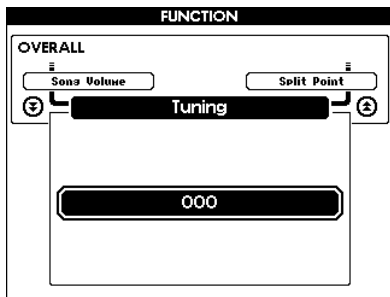 FUNCTION
OVERALL
Song Volume Split Point
Tuning
000